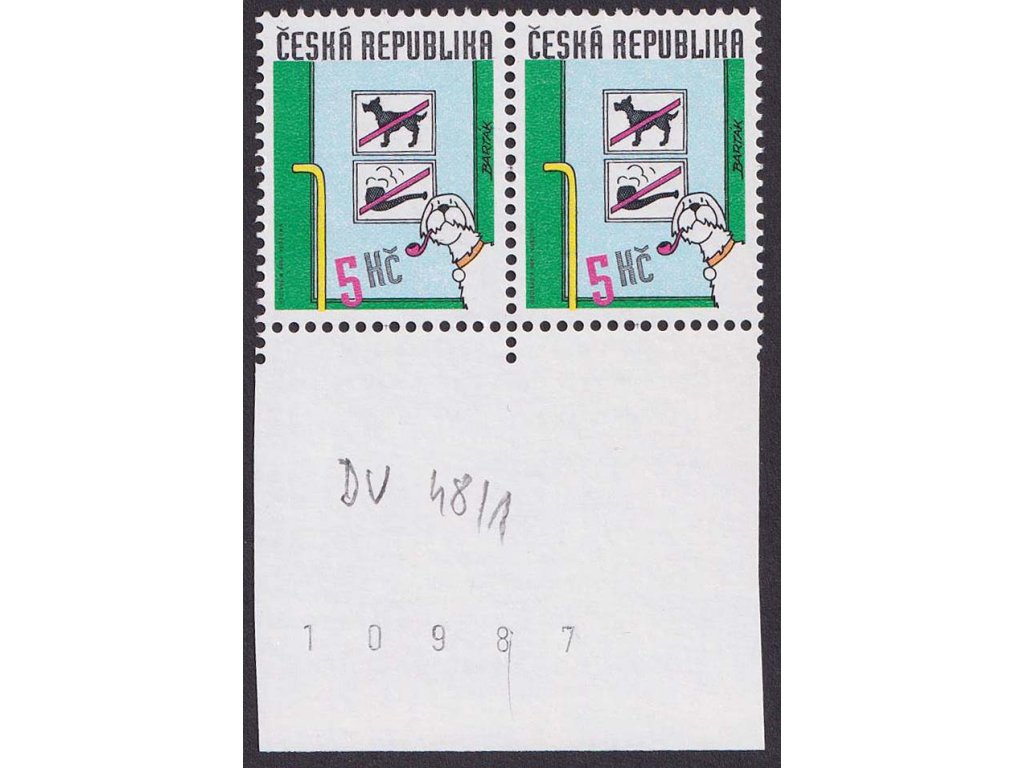 ČESKÁ REPUBLIKA ČESKÁ REPUBLIKA
BARTÁK BARTÁK
5 Kč 5 Kč
DV 48/1
1 0 9 8 7